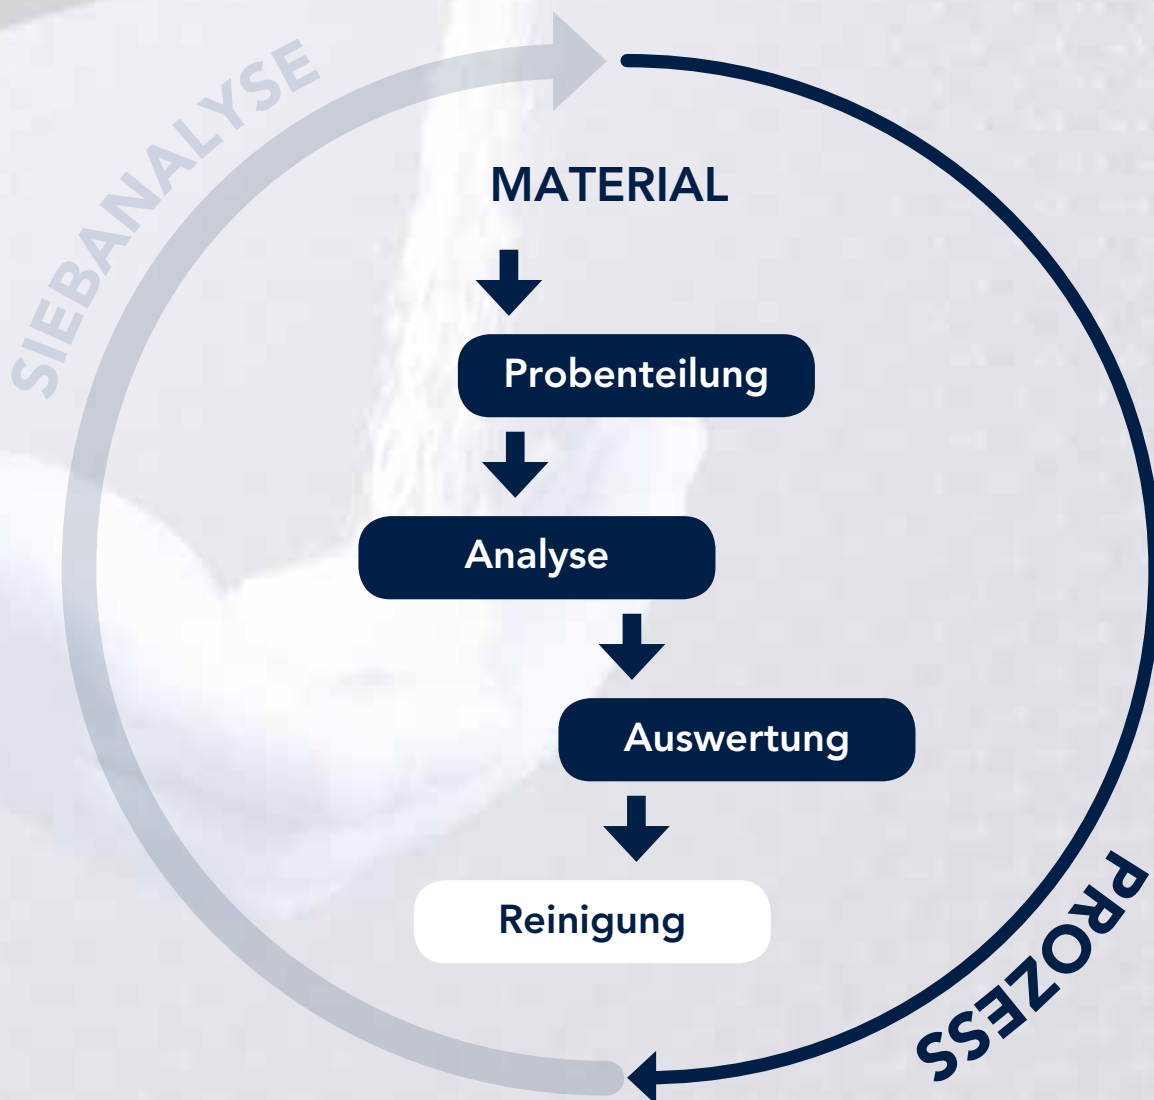 SIEBANALYSE
MATERIAL
Probenteilung
Analyse
Auswertung
Reinigung
PROZESS